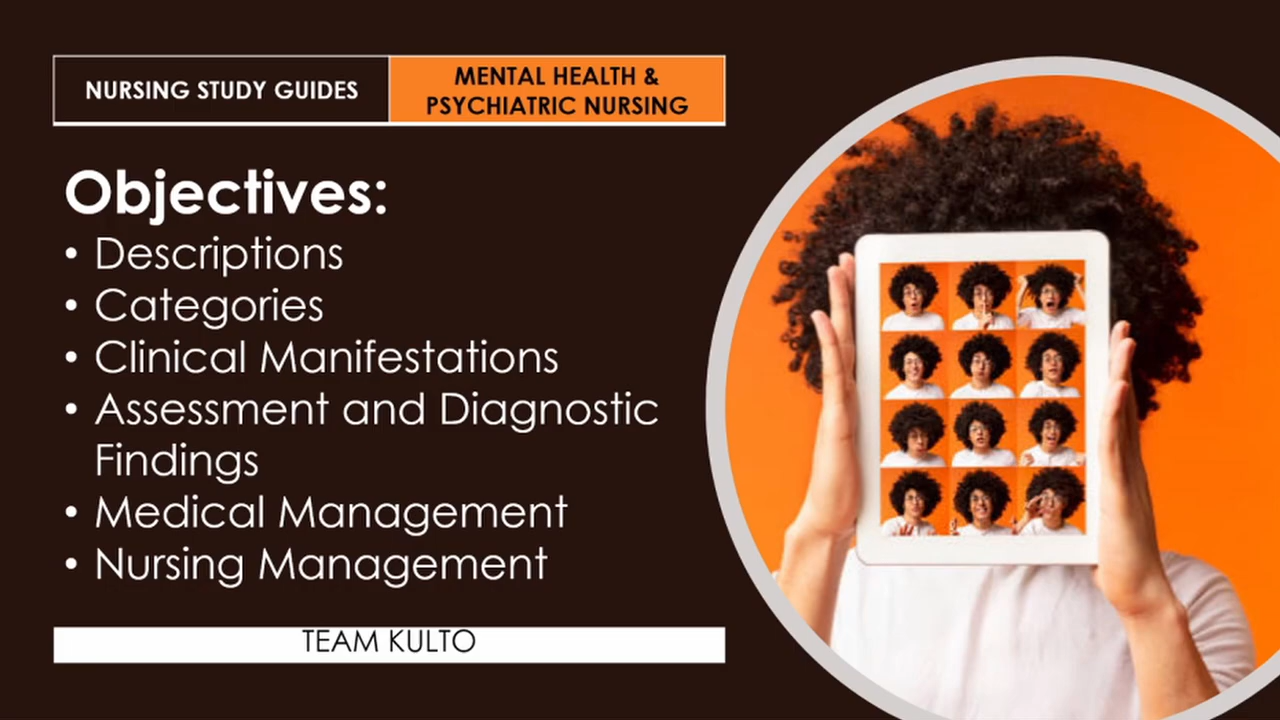 NURSING STUDY GUIDES
MENTAL HEALTH &
PSYCHIATRIC NURSING
Objectives:
• Descriptions
• Categories
• Clinical Manifestations
• Assessment and Diagnostic
Findings
• Medical Management
• Nursing Management
TEAM KULTO